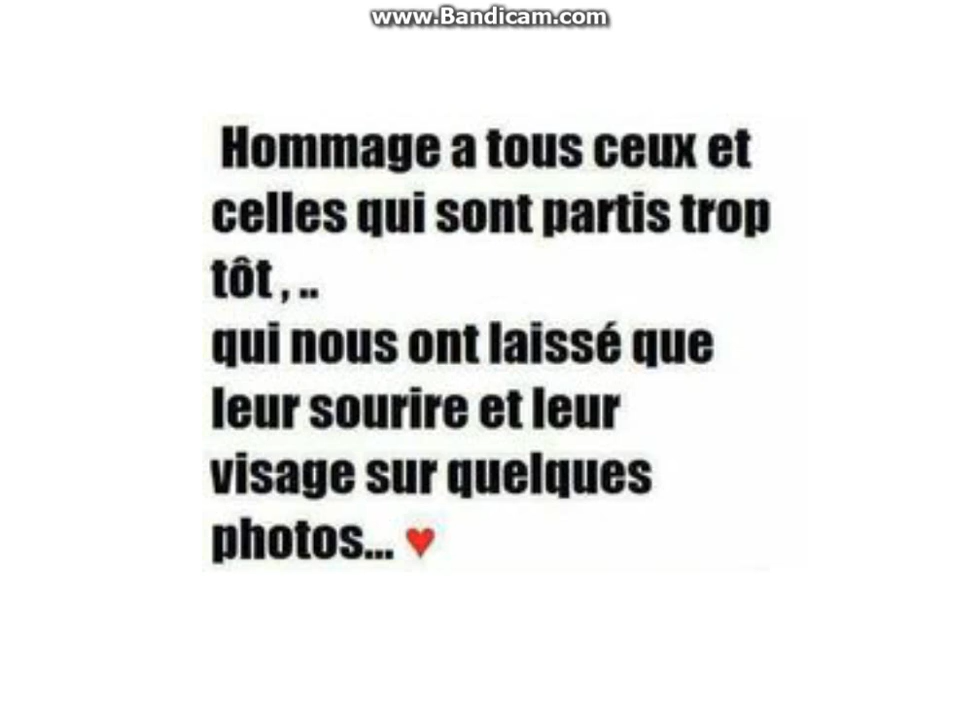 www.Bandicam.com
Hommage a tous ceux et
celles qui sont partis trop
tôt , ..
qui nous ont laissé que
leur sourire et leur
visage sur quelques
photos... ♥